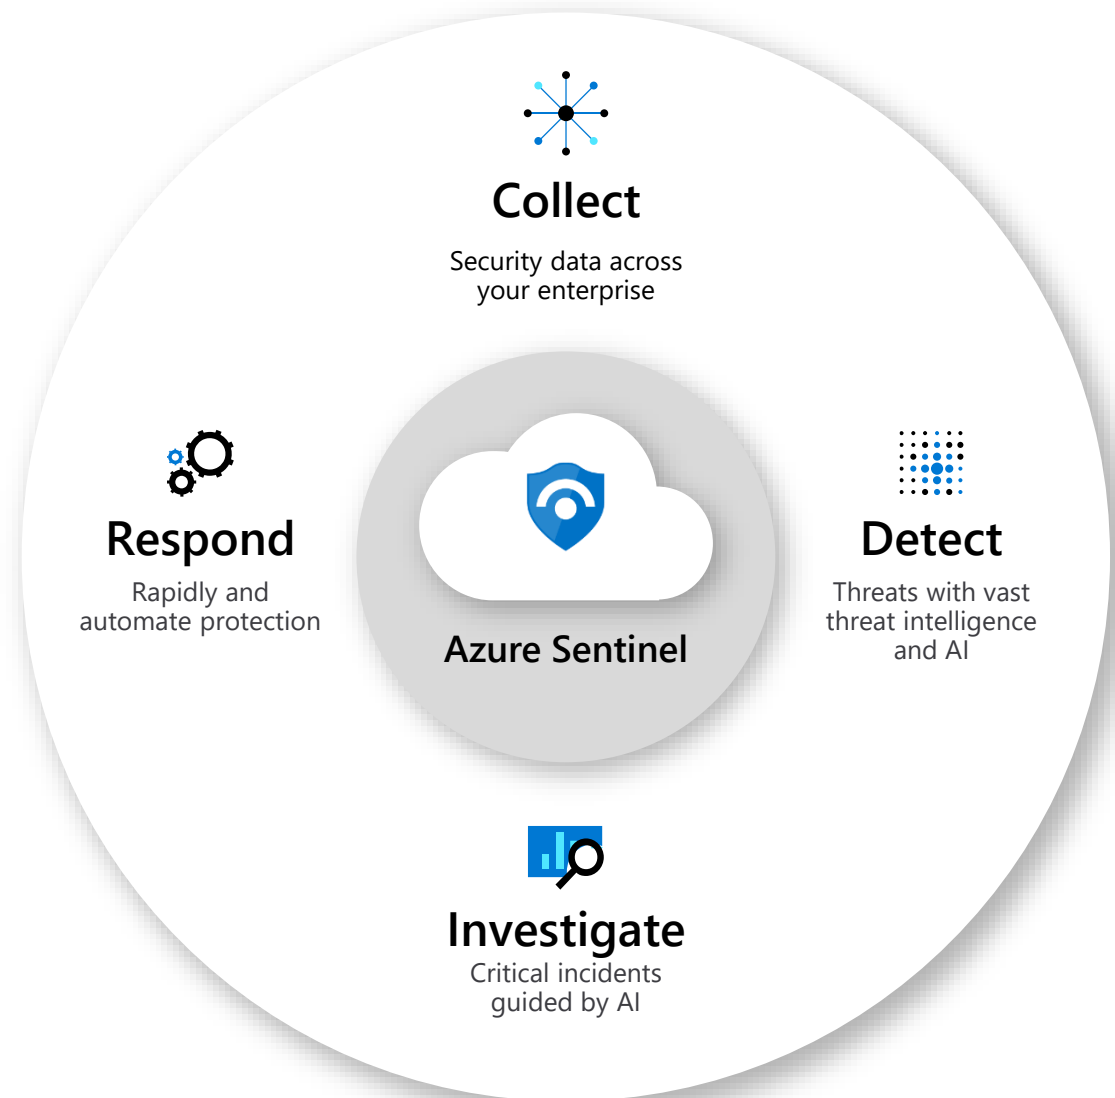 Collect
Security data across
your enterprise
Respond
Rapidly and
automate protection
Azure Sentinel
Detect
Threats with vast
threat intelligence
and AI
Investigate
Critical incidents
guided by AI